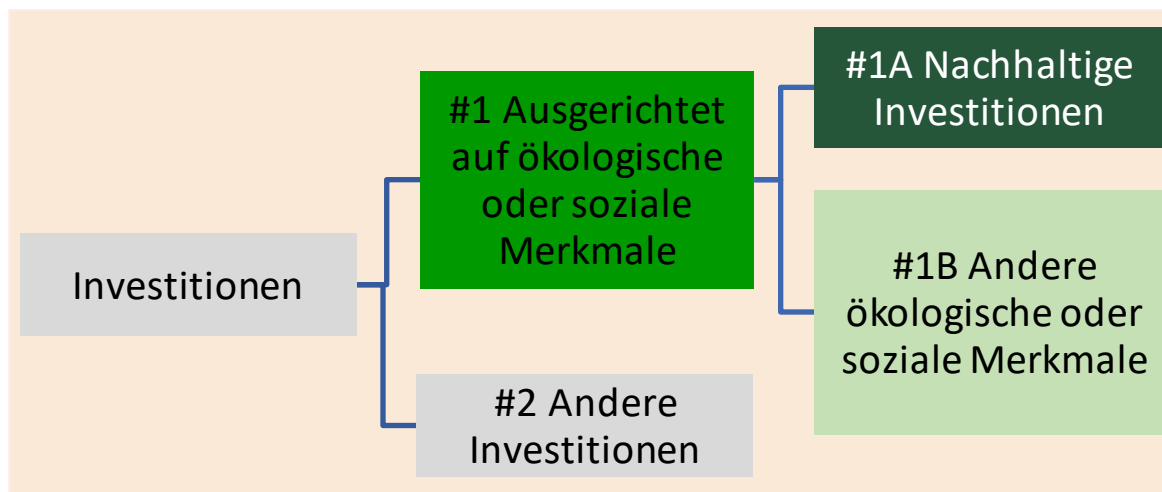 Investitionen
#1 Ausgerichtet
auf ökologische
oder soziale
Merkmale
#2 Andere
Investitionen
#1A Nachhaltige
Investitionen
#1B Andere
ökologische oder
soziale Merkmale